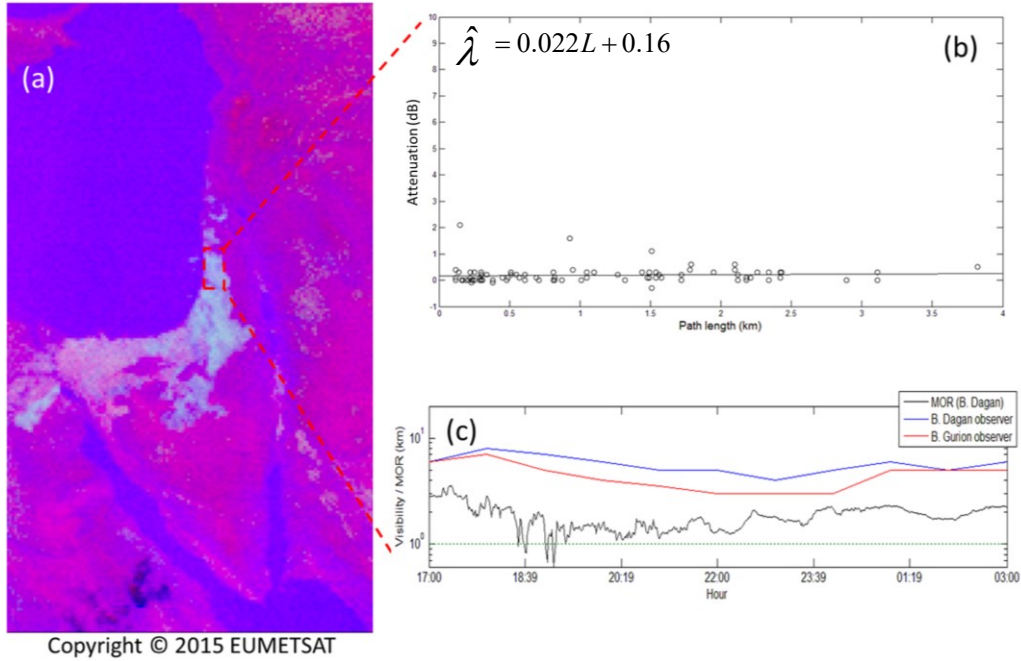 (a)
Copyright © 2015 EUMETSAT
λ̂ = 0.022L + 0.16
(b)
Attenuation (dB)
10
9
8
7
6
5
4
3
2
1
0
-1
0 0.5 1 1.5 2 2.5 3 3.5 4
Path length (km)
(c)
MOR (B. Dagan)
B. Dagan observer
B. Gurion observer
Visibility / MOR (km)
10¹
10⁰
17:00 18:39 20:19 22:00 23:39 01:19 03:00
Hour